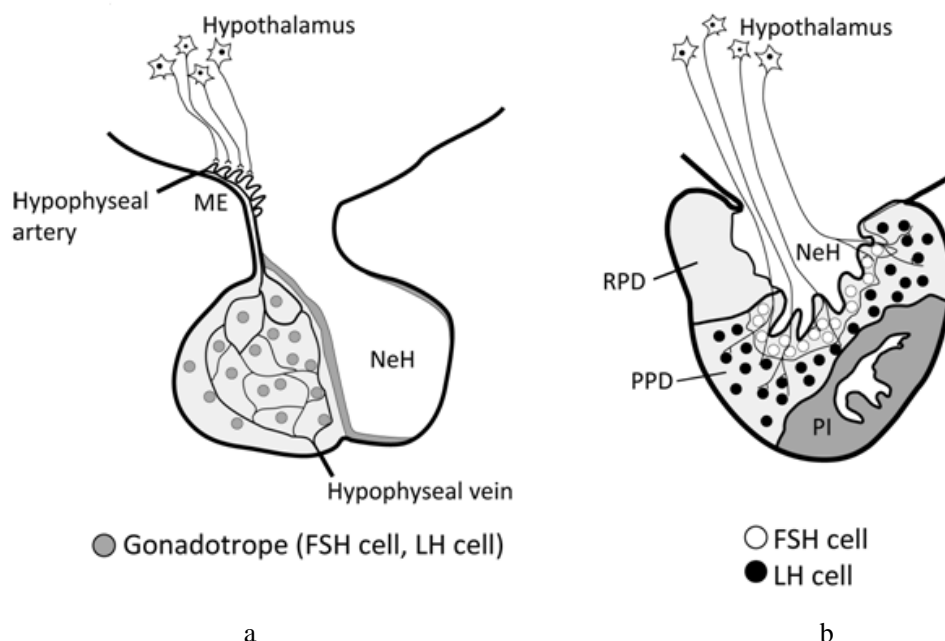 Hypothalamus
Hypophyseal
artery
ME
NeH
Hypophyseal vein
Gonadotrope (FSH cell, LH cell)
a
Hypothalamus
NeH
RPD
PPD
PI
FSH cell
LH cell
b